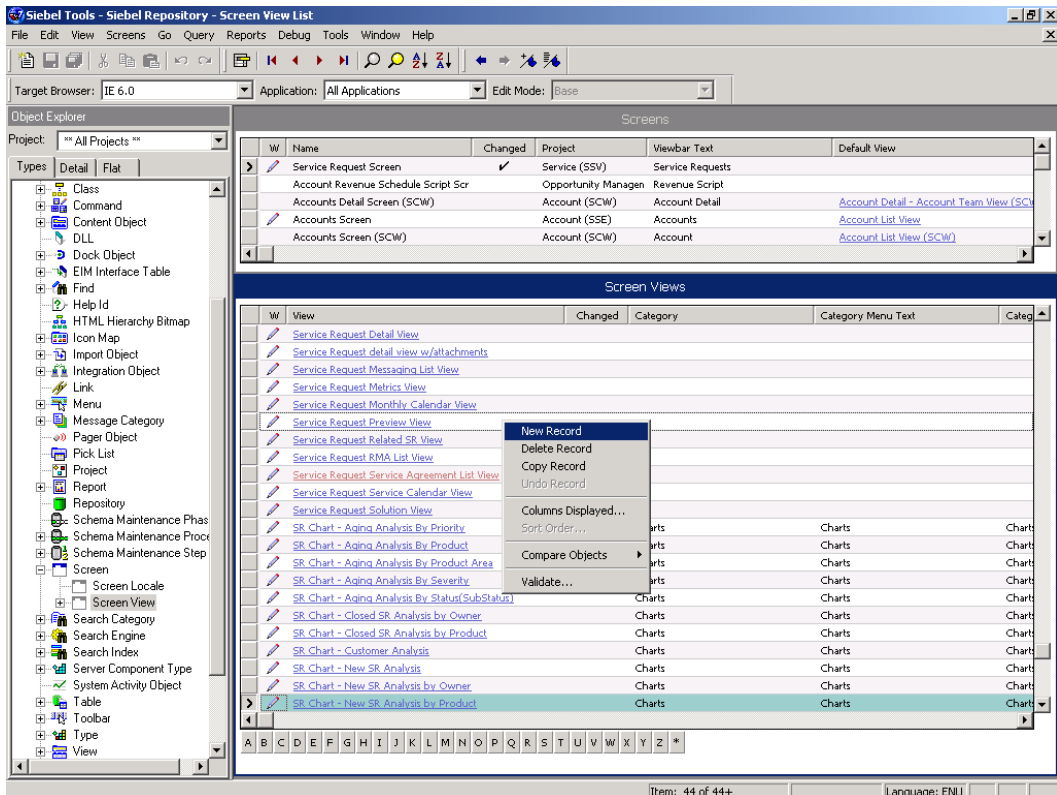 Siebel Tools - Siebel Repository - Screen View List
File Edit View Screens Go Query Reports Debug Tools Window Help
Target Browser: IE 6.0 Application: All Applications Edit Mode: Base
Object Explorer
Project: ** All Projects **
Types Detail Flat
Class
Command
Content Object
DLL
Dock Object
EIM Interface Table
Find
Help Id
HTML Hierarchy Bitmap
Icon Map
Import Object
Integration Object
Link
Menu
Message Category
Pager Object
Pick List
Project
Report
Repository
Schema Maintenance Phas
Schema Maintenance Proce
Schema Maintenance Step
Screen
Screen Locale
Screen View
Search Category
Search Engine
Search Index
Server Component Type
System Activity Object
Table
Toolbar
Type
View
Screens
W Name Changed Project Viewbar Text Default View
Service Request Screen Service (SSV) Service Requests
Account Revenue Schedule Script Scr Opportunity Managen Revenue Script
Accounts Detail Screen (SCW) Account (SCW) Account Detail Account Detail - Account Team View (SCW
Accounts Screen Account (SSE) Accounts Account List View
Accounts Screen (SCW) Account (SCW) Account Account List View (SCW)
Screen Views
W View Changed Category Category Menu Text Categ
Service Request Detail View
Service Request detail view w/attachments
Service Request Messaging List View
Service Request Metrics View
Service Request Monthly Calendar View
Service Request Preview View
Service Request Related SR View
Service Request RMA List View
Service Request Service Agreement List View
Service Request Service Calendar View
Service Request Solution View
SR Chart - Aging Analysis By Priority arts Charts Charts
SR Chart - Aging Analysis By Product arts Charts Charts
SR Chart - Aging Analysis By Product Area arts Charts Charts
SR Chart - Aging Analysis By Severity arts Charts Charts
SR Chart - Aging Analysis By Status(SubStatus) Charts Charts Charts
SR Chart - Closed SR Analysis by Owner Charts Charts Charts
SR Chart - Closed SR Analysis by Product Charts Charts Charts
SR Chart - Customer Analysis Charts Charts Charts
SR Chart - New SR Analysis Charts Charts Charts
SR Chart - New SR Analysis by Owner Charts Charts Charts
SR Chart - New SR Analysis by Product Charts Charts Charts
New Record
Delete Record
Copy Record
Undo Record
Columns Displayed...
Sort Order...
Compare Objects
Validate...
A B C D E F G H I J K L M N O P Q R S T U V W X Y Z *
Item: 44 of 44+ Language: ENU